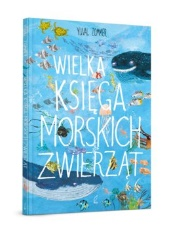 YUVAL ZOMMER
WIELKA
KSIĘGA
MORSKICH
ZWIERZĄT